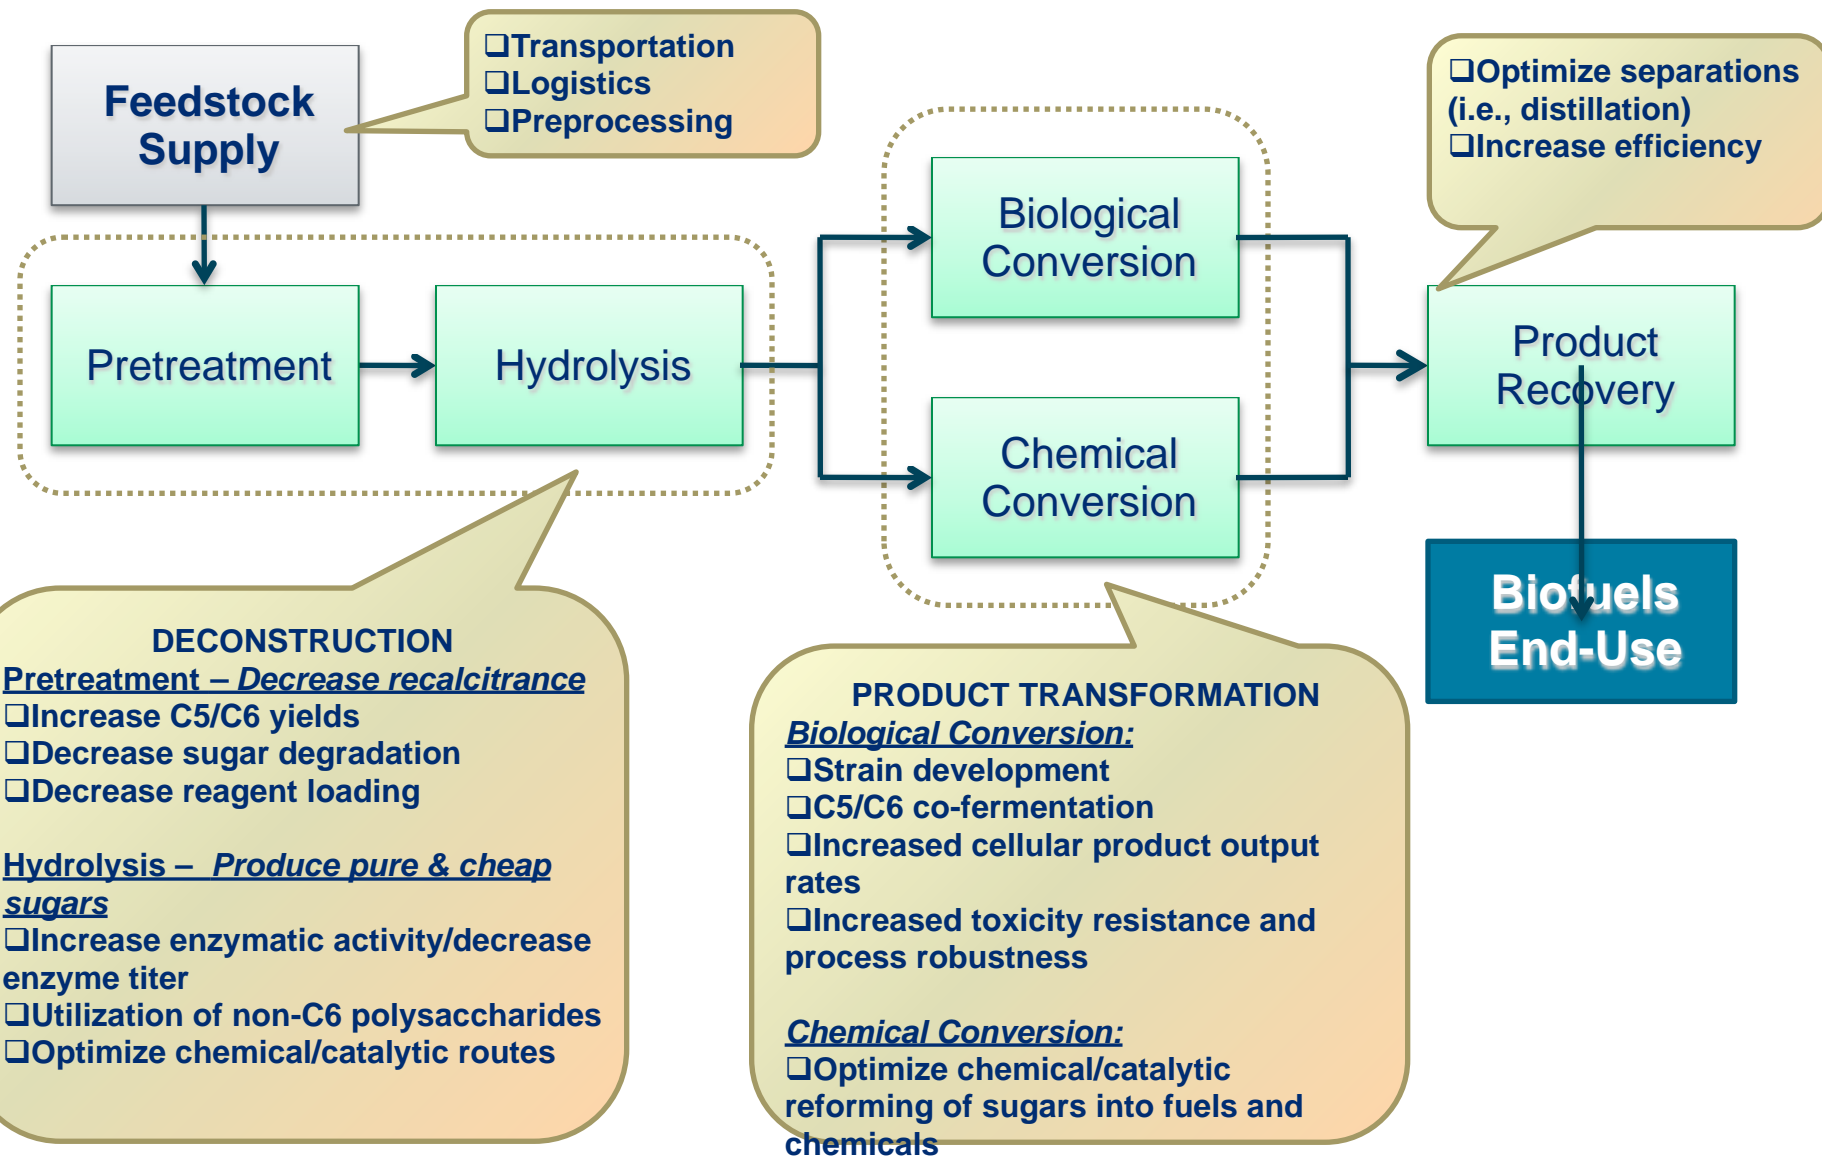 Feedstock
Supply
❑Transportation
❑Logistics
❑Preprocessing
❑Optimize separations
(i.e., distillation)
❑Increase efficiency
Pretreatment
Hydrolysis
Biological
Conversion
Chemical
Conversion
Product
Recovery
Biofuels
End-Use
DECONSTRUCTION
Pretreatment – Decrease recalcitrance
❑Increase C5/C6 yields
❑Decrease sugar degradation
❑Decrease reagent loading
Hydrolysis – Produce pure & cheap
sugars
❑Increase enzymatic activity/decrease
enzyme titer
❑Utilization of non-C6 polysaccharides
❑Optimize chemical/catalytic routes
PRODUCT TRANSFORMATION
Biological Conversion:
❑Strain development
❑C5/C6 co-fermentation
❑Increased cellular product output
rates
❑Increased toxicity resistance and
process robustness
Chemical Conversion:
❑Optimize chemical/catalytic
reforming of sugars into fuels and
chemicals